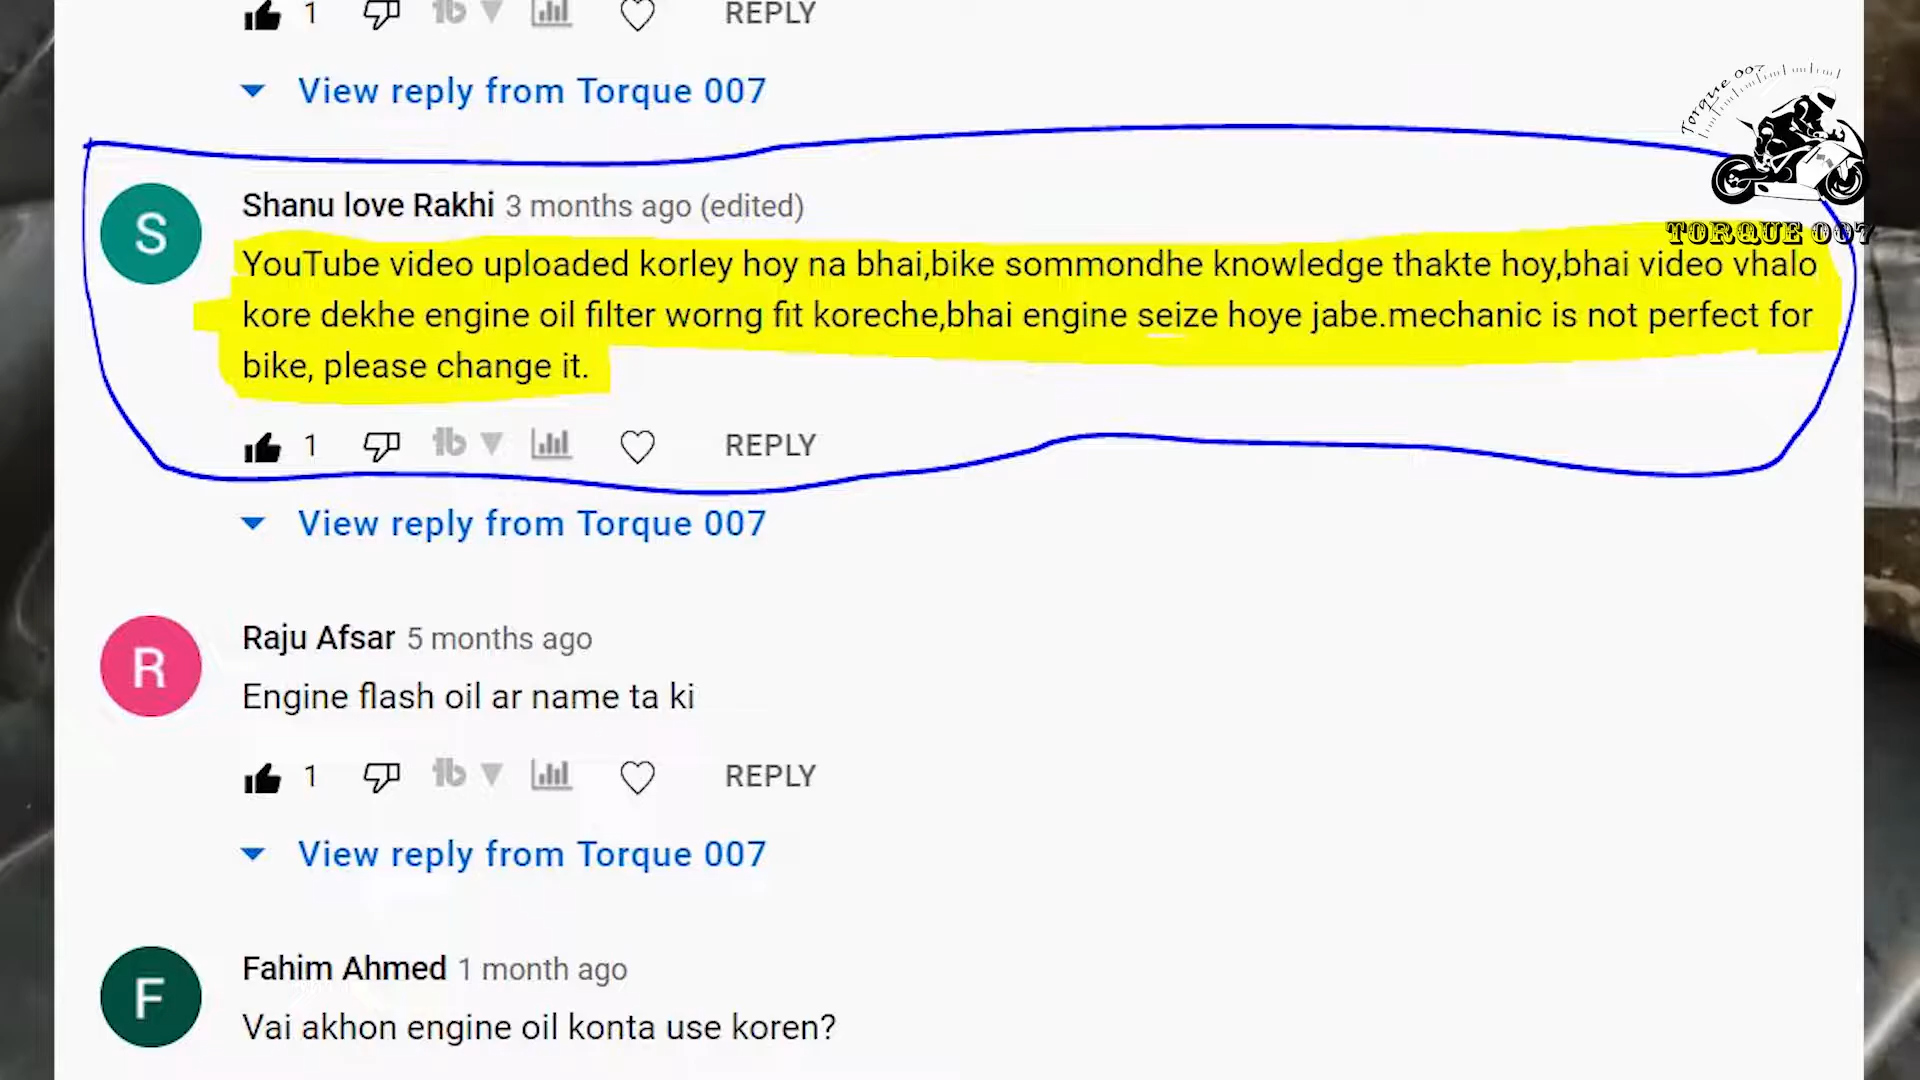 1 REPLY
View reply from Torque 007
Torque 007
TORQUE 007
S
Shanu love Rakhi 3 months ago (edited)
YouTube video uploaded korley hoy na bhai,bike sommondhe knowledge thakte hoy,bhai video vhalo
kore dekhe engine oil filter worng fit koreche,bhai engine seize hoye jabe.mechanic is not perfect for
bike, please change it.
1 REPLY
View reply from Torque 007
R
Raju Afsar 5 months ago
Engine flash oil ar name ta ki
1 REPLY
View reply from Torque 007
F
Fahim Ahmed 1 month ago
Vai akhon engine oil konta use koren?